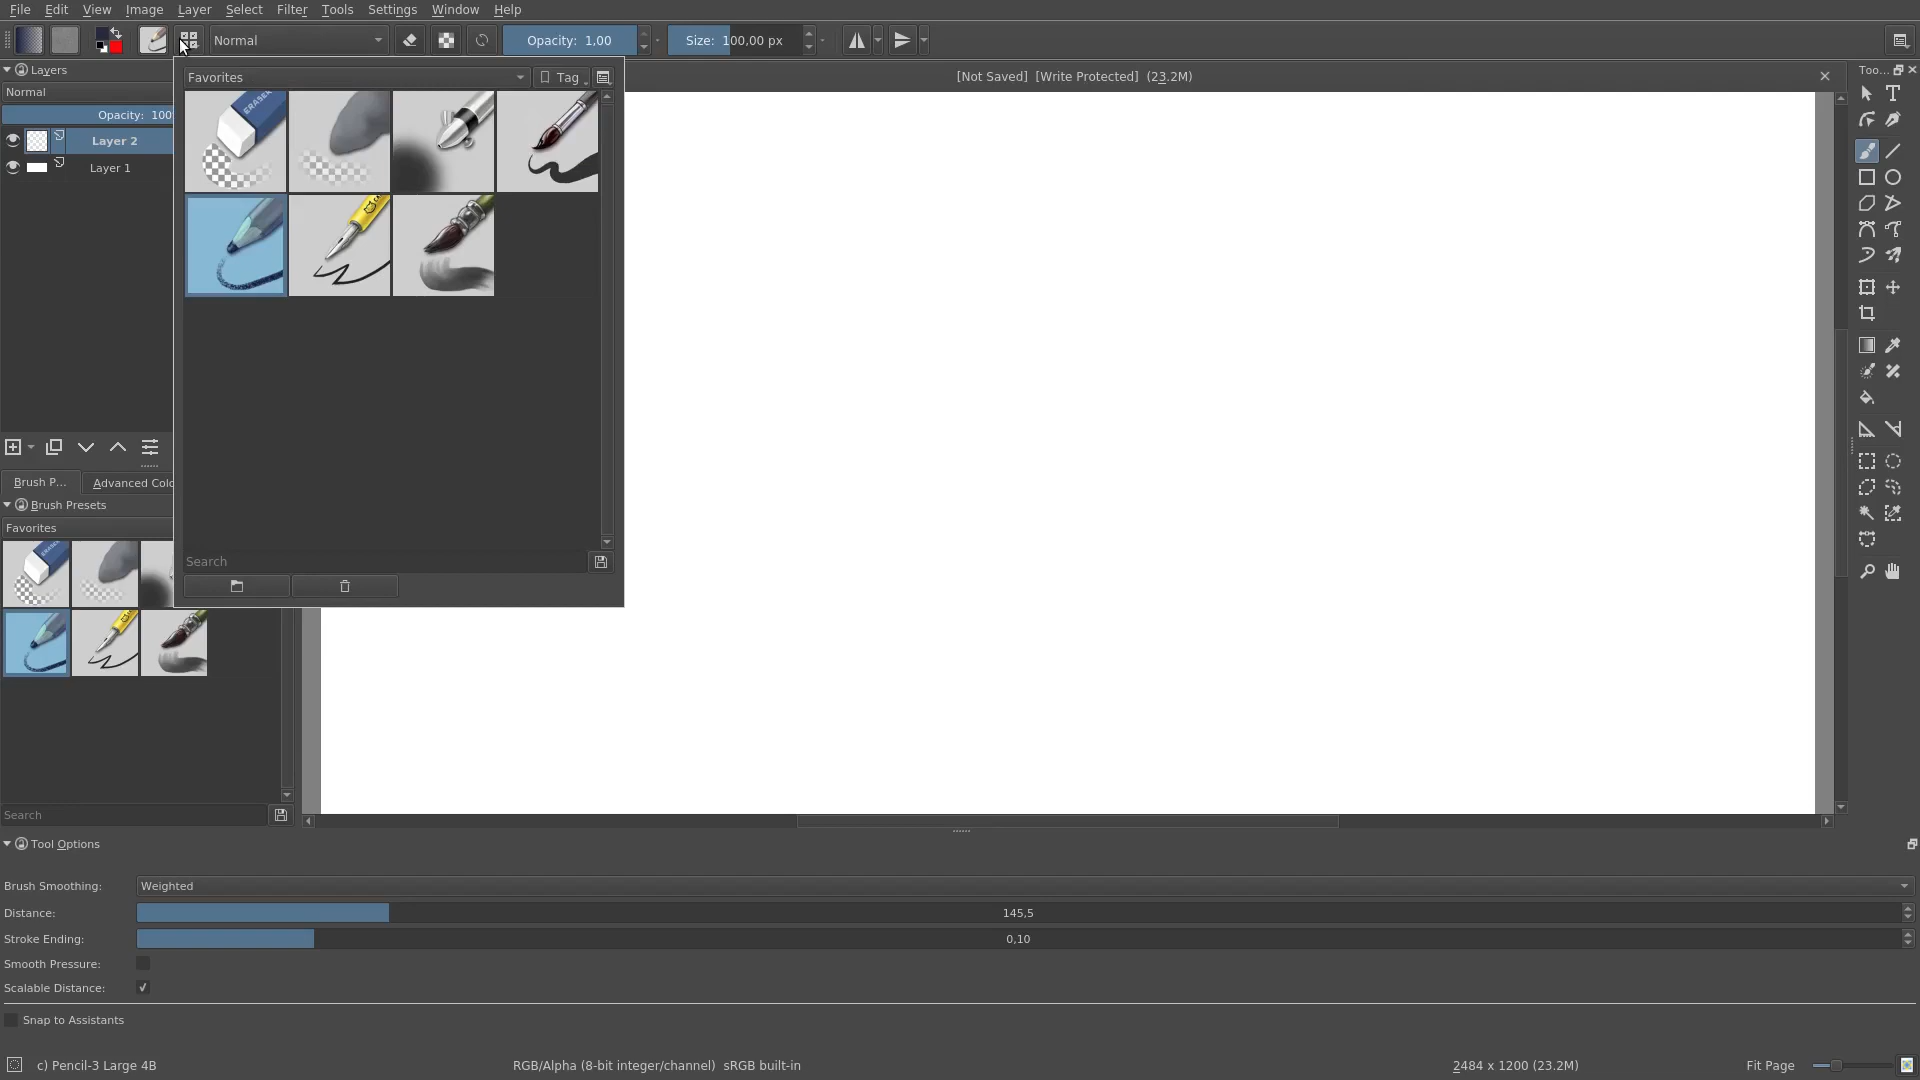 File Edit View Image Layer Select Filter Tools Settings Window Help
Normal Opacity: 1,00 Size: 100,00 px
Layers
Normal
Opacity: 100
Layer 2
Layer 1
Favorites Tag
ERASER
Search
[Not Saved] [Write Protected] (23.2M)
Too...
Brush P... Advanced Colo
Brush Presets
Favorites
ERASER
Search
Tool Options
Brush Smoothing: Weighted
Distance: 145,5
Stroke Ending: 0,10
Smooth Pressure:
Scalable Distance:
Snap to Assistants
c) Pencil-3 Large 4B RGB/Alpha (8-bit integer/channel) sRGB built-in 2484 x 1200 (23.2M) Fit Page